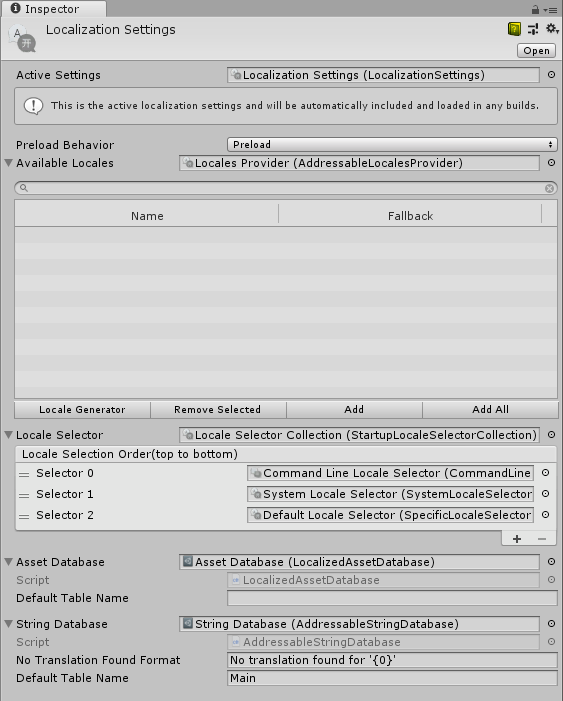 Inspector
A
开
Localization Settings
Open
Active Settings Localization Settings (LocalizationSettings)
This is the active localization settings and will be automatically included and loaded in any builds.
Preload Behavior Preload
Available Locales Locales Provider (AddressableLocalesProvider)
Name Fallback
Locale Generator Remove Selected Add Add All
Locale Selector Locale Selector Collection (StartupLocaleSelectorCollection)
Locale Selection Order(top to bottom)
Selector 0 Command Line Locale Selector (CommandLine
Selector 1 System Locale Selector (SystemLocaleSelector
Selector 2 Default Locale Selector (SpecificLocaleSelector
Asset Database Asset Database (LocalizedAssetDatabase)
Script LocalizedAssetDatabase
Default Table Name
String Database String Database (AddressableStringDatabase)
Script AddressableStringDatabase
No Translation Found Format No translation found for '{0}'
Default Table Name Main